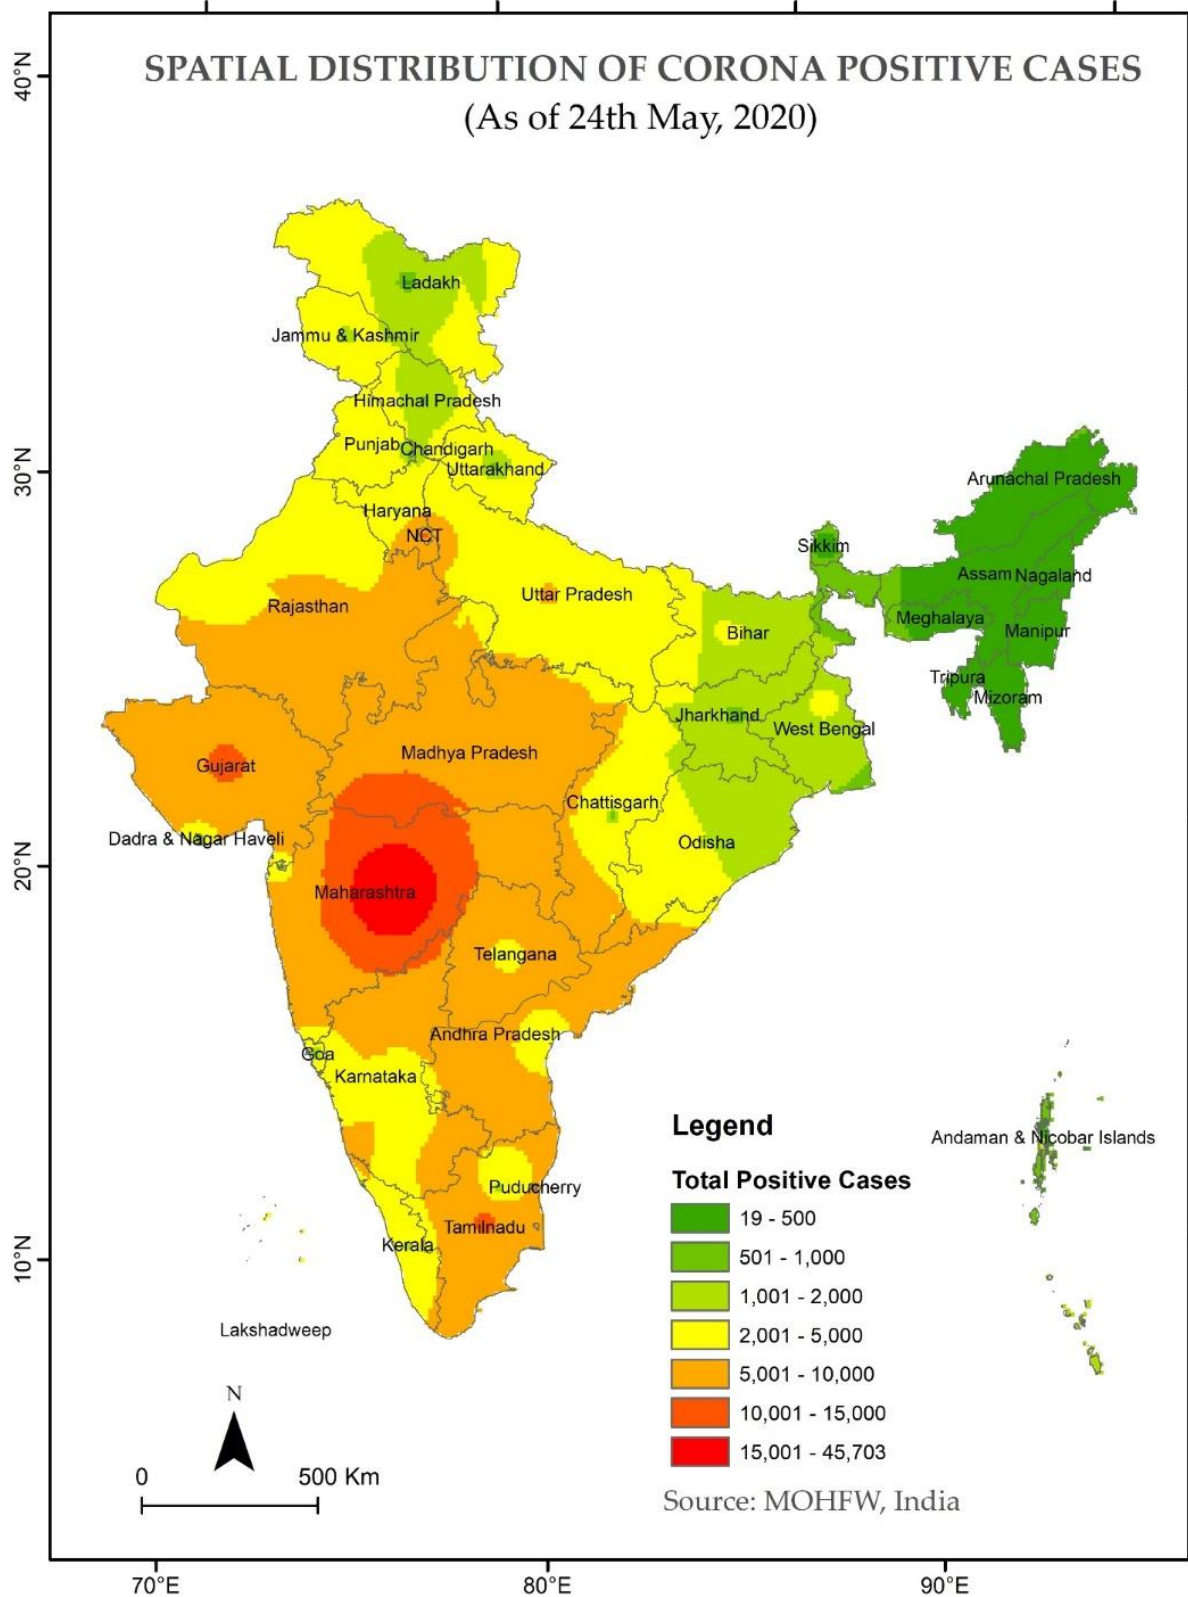 SPATIAL DISTRIBUTION OF CORONA POSITIVE CASES
(As of 24th May, 2020)
40°N
30°N
20°N
10°N
Ladakh
Jammu & Kashmir
Himachal Pradesh
Punjab
Chandigarh
Uttarakhand
Haryana
NCT
Arunachal Pradesh
Sikkim
Assam
Nagaland
Uttar Pradesh
Rajasthan
Meghalaya
Bihar
Manipur
Tripura
Mizoram
Jharkhand
West Bengal
Madhya Pradesh
Gujarat
Chattisgarh
Dadra & Nagar Haveli
Odisha
Maharashtra
Telangana
Andhra Pradesh
Goa
Karnataka
Andaman & Nicobar Islands
Puducherry
Tamilnadu
Kerala
Lakshadweep
Legend
Total Positive Cases
19 - 500
501 - 1,000
1,001 - 2,000
2,001 - 5,000
5,001 - 10,000
10,001 - 15,000
15,001 - 45,703
Source: MOHFW, India
N
0 500 Km
70°E 80°E 90°E